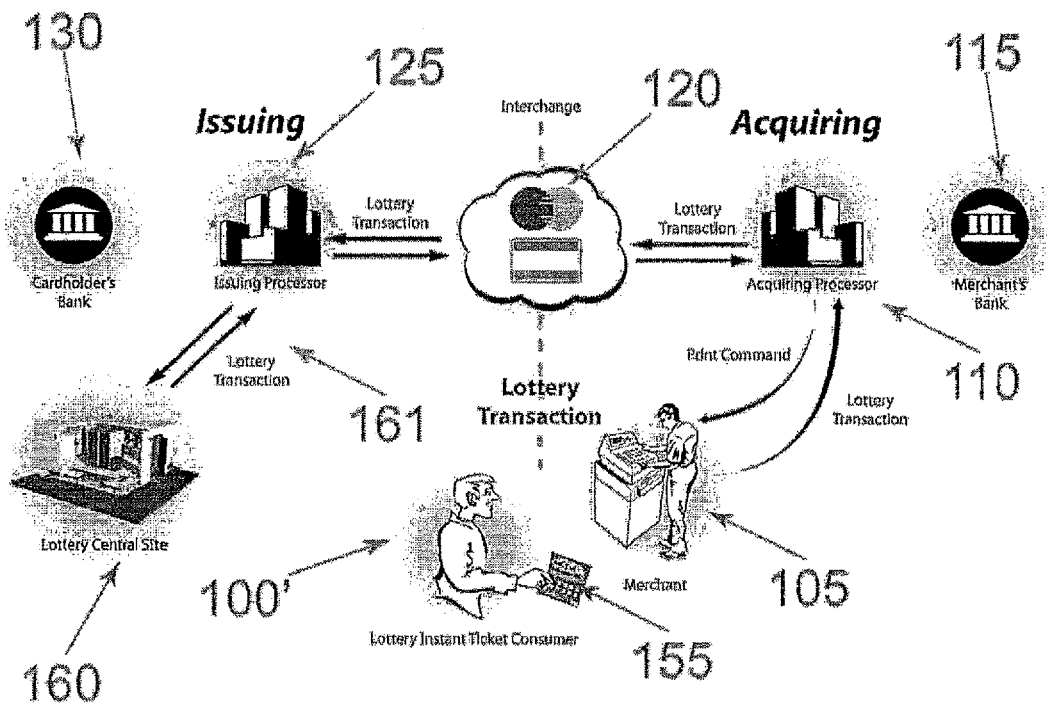 130
125
115
Interchange
120
Issuing
Acquiring
Lottery
Transaction
Lottery
Transaction
Cardholder's
Bank
Issuing Processor
Acquiring Processor
Merchant's
Bank
Lottery
Transaction
Print Command
110
Lottery
Transaction
161
Lottery
Transaction
Lottery Central Site
100'
Merchant
105
Lottery Instant Ticket Consumer
155
160